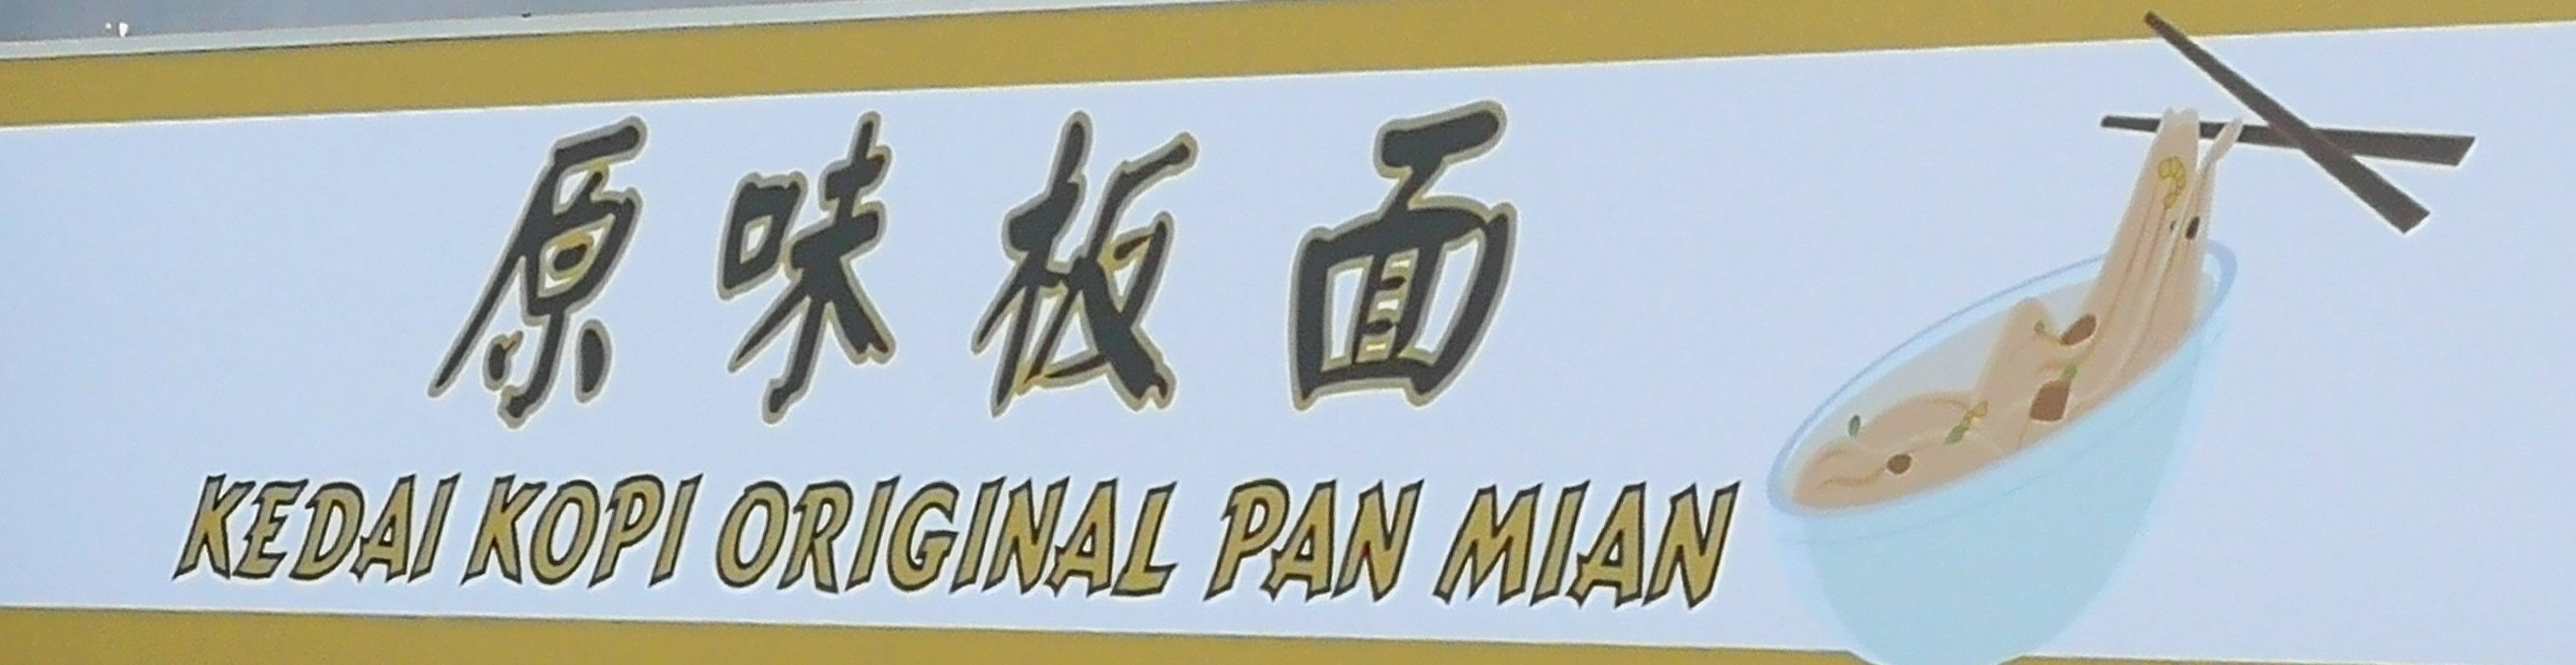 原味板面
KEDAI KOPI ORIGINAL PAN MIAN